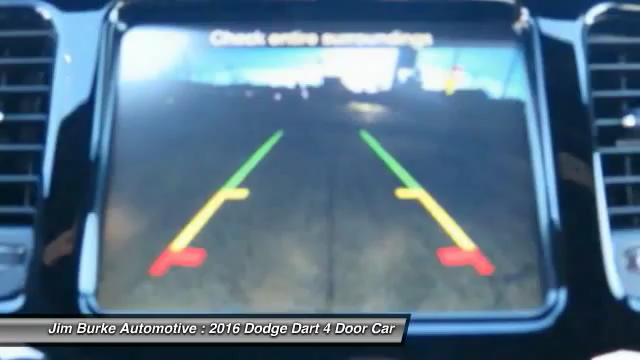 Check entire surroundings
Jim Burke Automotive : 2016 Dodge Dart 4 Door Car